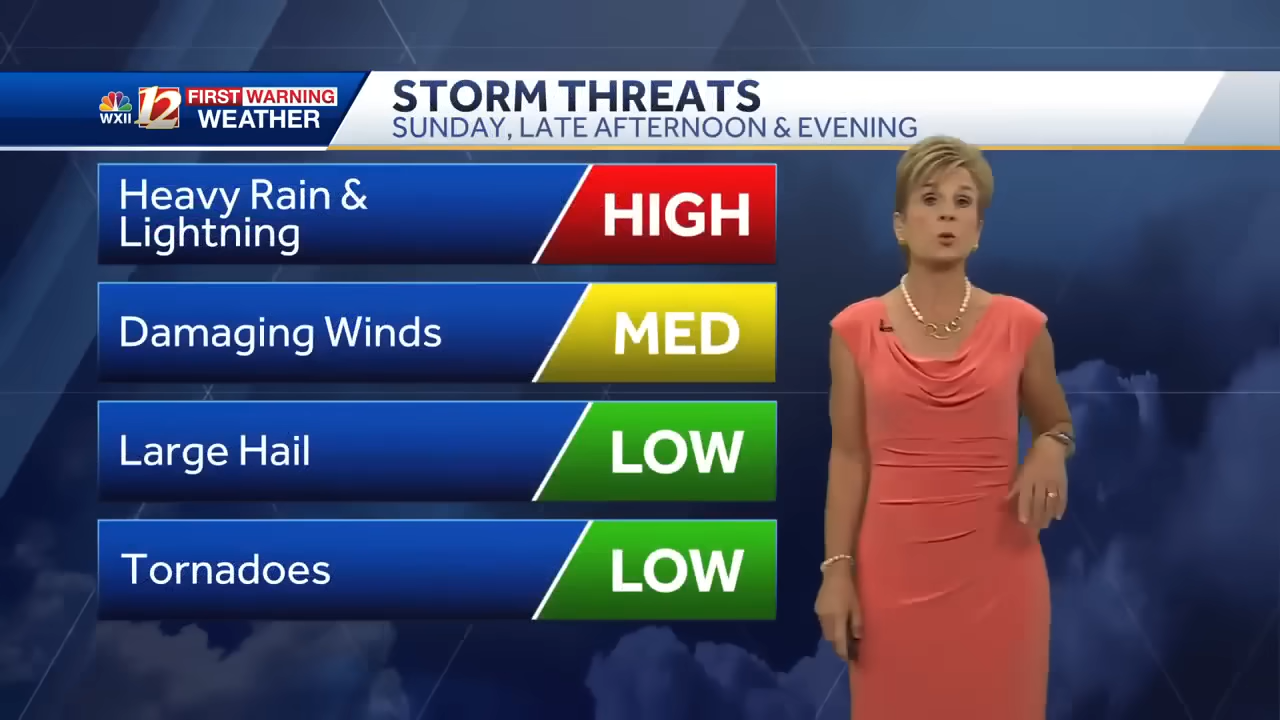 WXII
12
FIRST WARNING
WEATHER
STORM THREATS
SUNDAY, LATE AFTERNOON & EVENING
Heavy Rain &
Lightning
HIGH
Damaging Winds
MED
Large Hail
LOW
Tornadoes
LOW